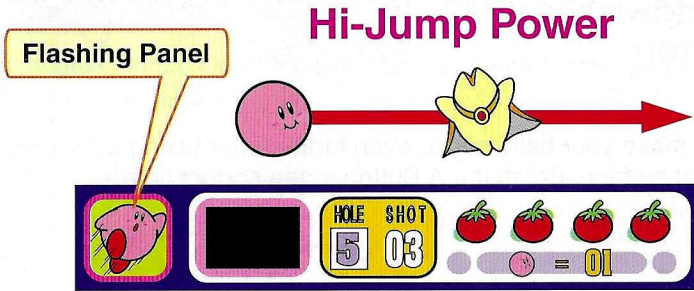 Hi-Jump Power
Flashing Panel
HOLE SHOT
5 03
= 01